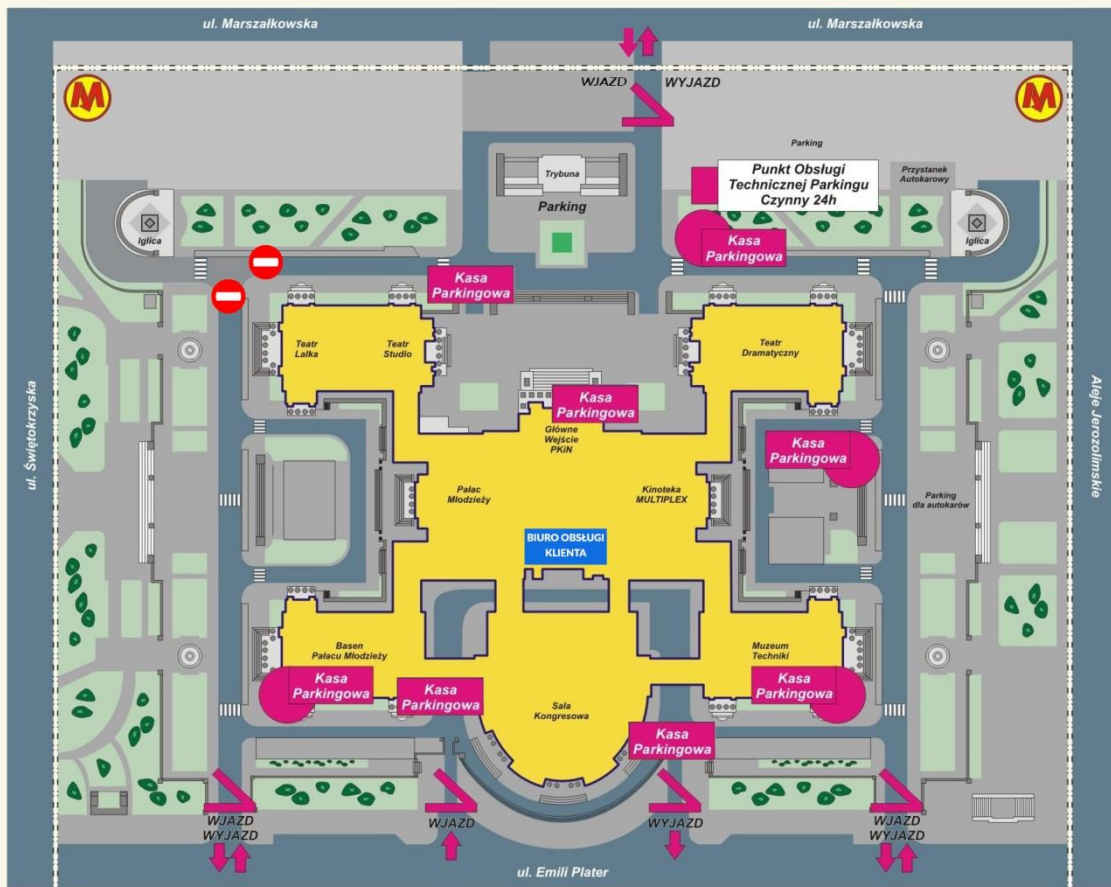 ul. Marszałkowska
ul. Marszałkowska
M
WJAZD
WYJAZD
M
Parking
Trybuna
Parking
Punkt Obsługi
Technicznej Parkingu
Czynny 24h
Przystanek
Autokarowy
Iglica
Iglica
Kasa
Parkingowa
Kasa
Parkingowa
Teatr
Lalka
Teatr
Studio
Teatr
Dramatyczny
ul. Świętokrzyska
Aleje Jerozolimskie
Kasa
Parkingowa
Główne
Wejście
PKiN
Kasa
Parkingowa
Pałac
Młodzieży
Kinoteka
MULTIPLEX
Parking
dla autokarów
BIURO OBSŁUGI
KLIENTA
Basen
Pałacu Młodzieży
Muzeum
Techniki
Kasa
Parkingowa
Kasa
Parkingowa
Kasa
Parkingowa
Sala
Kongresowa
Kasa
Parkingowa
WJAZD
WYJAZD
WJAZD
WYJAZD
WJAZD
WYJAZD
ul. Emili Plater